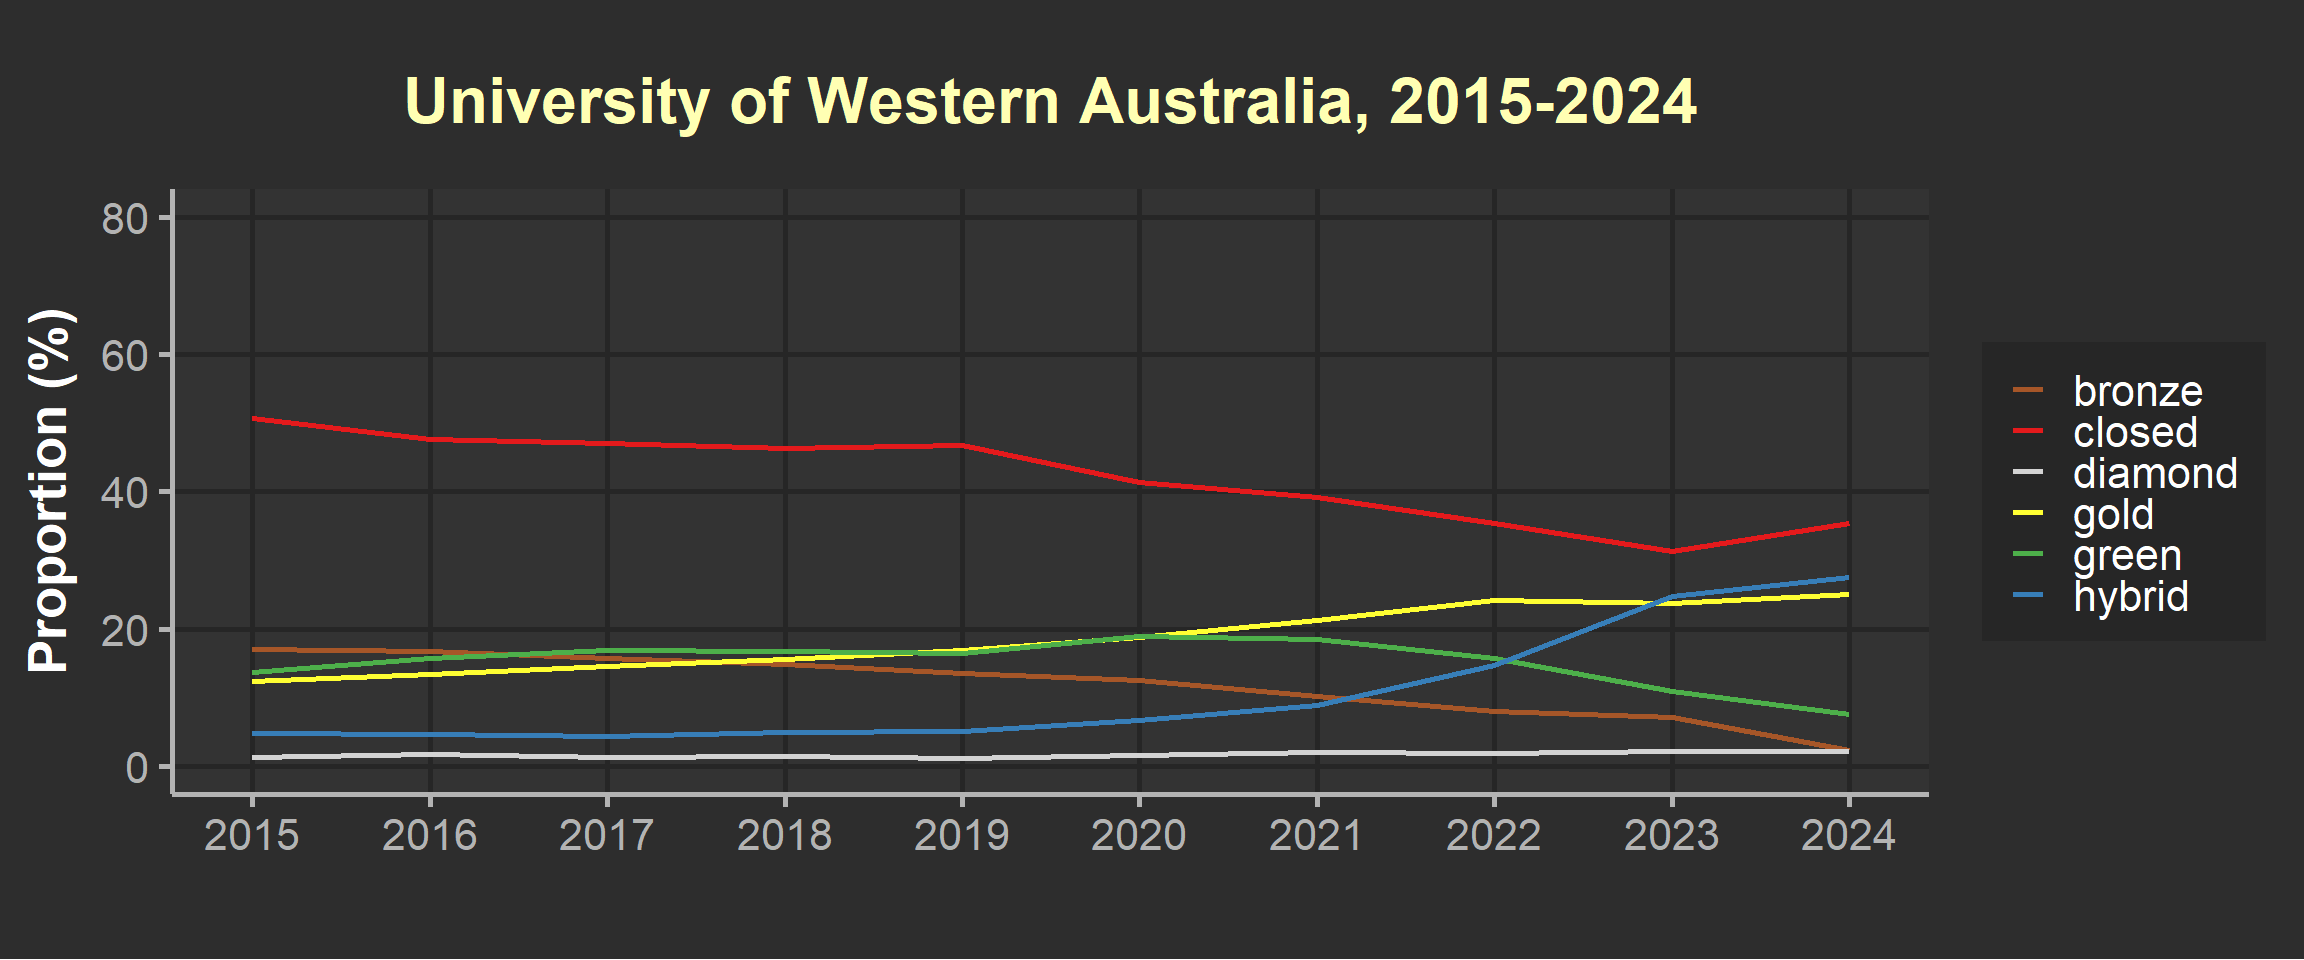 University of Western Australia, 2015-2024
Proportion (%)
80
60
40
20
0
2015 2016 2017 2018 2019 2020 2021 2022 2023 2024
bronze
closed
diamond
gold
green
hybrid